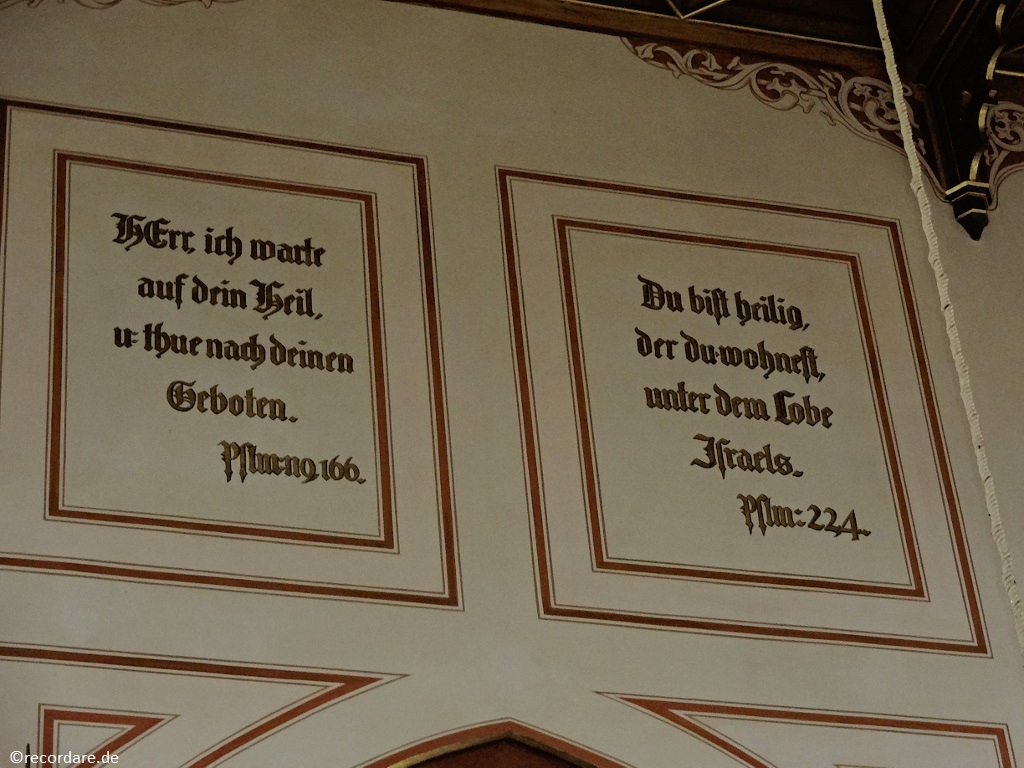 HErr, ich warte
auf dein Heil,
u: thue nach deinen
Geboten.
Pslm: 119, 166.
Du bist heilig,
der du wohnest,
unter dem Lobe
Israels.
Pslm: 22,4.
©recordare.de